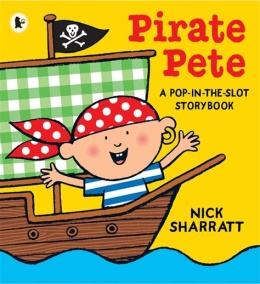 Pirate
Pete
A POP-IN-THE-SLOT
STORYBOOK
NICK
SHARRATT